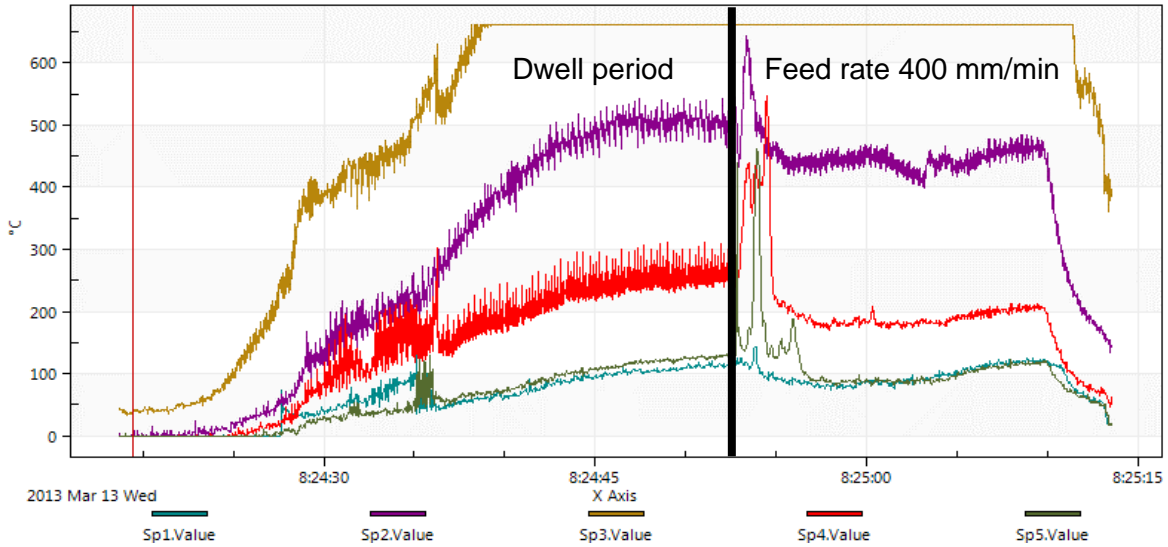 600
Dwell period
Feed rate 400 mm/min
500
400
°C
300
200
100
0
8:24:30
8:24:45
8:25:00
8:25:15
2013 Mar 13 Wed
X Axis
Sp1.Value
Sp2.Value
Sp3.Value
Sp4.Value
Sp5.Value